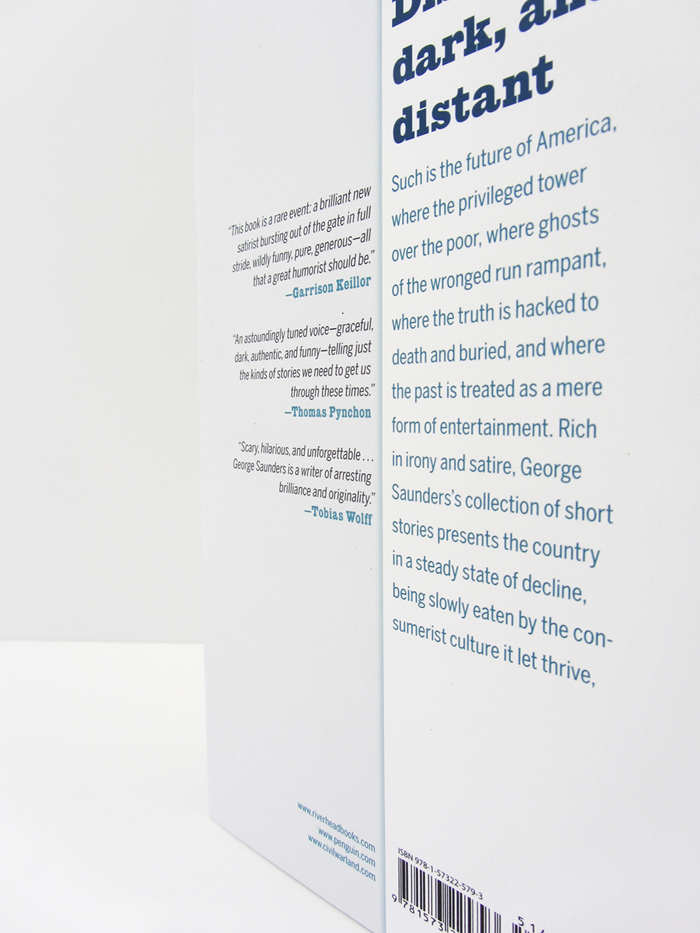 "This book is a rare event: a brilliant new
satirist bursting out of the gate in full
stride, wildly funny, pure, generous—all
that a great humorist should be."
—Garrison Keillor
"An astoundingly tuned voice—graceful,
dark, authentic, and funny—telling just
the kinds of stories we need to get us
through these times."
—Thomas Pynchon
"Scary, hilarious, and unforgettable . . .
George Saunders is a writer of arresting
brilliance and originality."
—Tobias Wolff
www.riverheadbooks.com
www.penguin.com
www.civilwarland.com
dark, and
distant
Such is the future of America,
where the privileged tower
over the poor, where ghosts
of the wronged run rampant,
where the truth is hacked to
death and buried, and where
the past is treated as a mere
form of entertainment. Rich
in irony and satire, George
Saunders's collection of short
stories presents the country
in a steady state of decline,
being slowly eaten by the con-
sumerist culture it let thrive,
ISBN 978-1-57322-579-3
9 781573